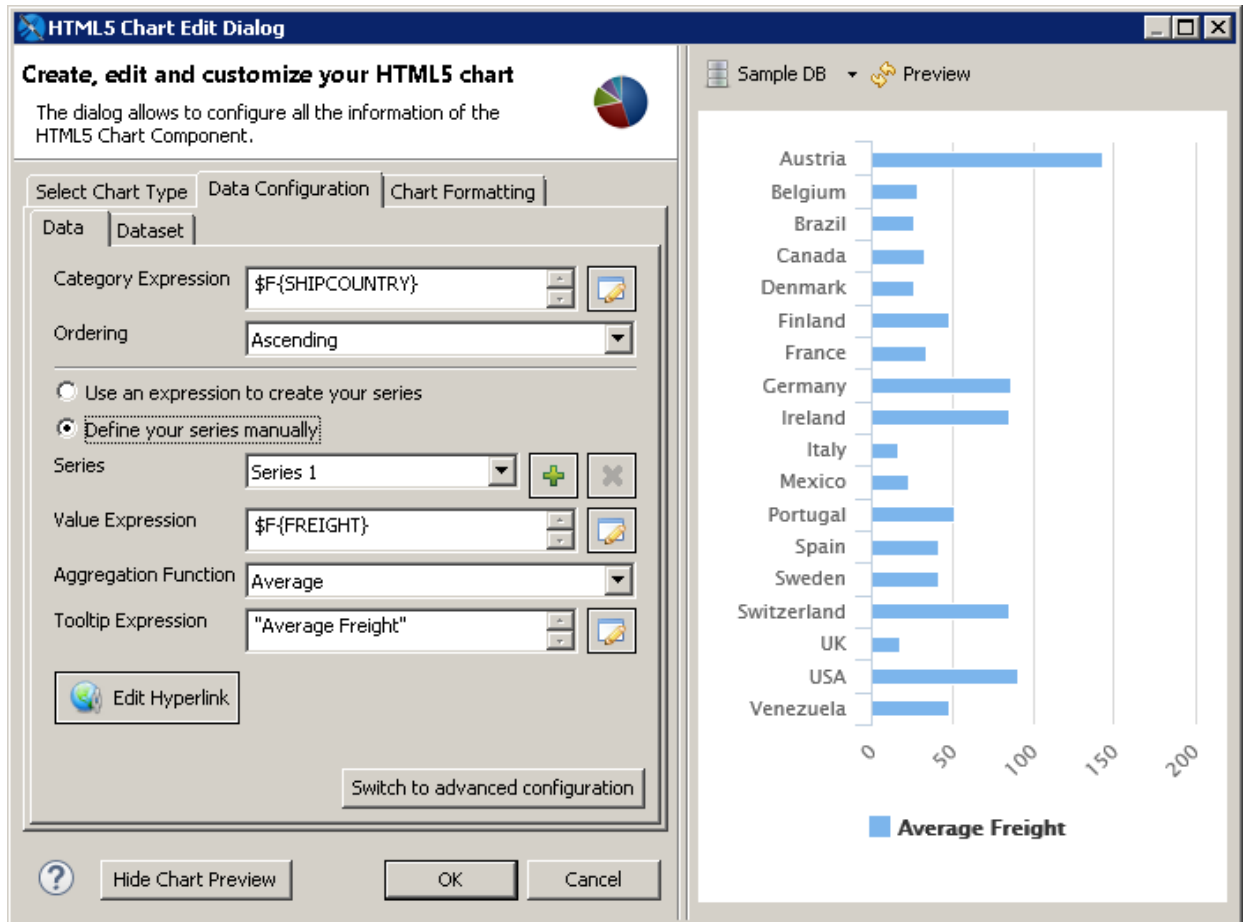 HTML5 Chart Edit Dialog
Create, edit and customize your HTML5 chart
The dialog allows to configure all the information of the
HTML5 Chart Component.
Select Chart Type
Data Configuration
Chart Formatting
Data
Dataset
Category Expression
$F{SHIPCOUNTRY}
Ordering
Ascending
Use an expression to create your series
Define your series manually
Series
Series 1
Value Expression
$F{FREIGHT}
Aggregation Function
Average
Tooltip Expression
"Average Freight"
Edit Hyperlink
Switch to advanced configuration
?
Hide Chart Preview
OK
Cancel
Sample DB
Preview
Austria
Belgium
Brazil
Canada
Denmark
Finland
France
Germany
Ireland
Italy
Mexico
Portugal
Spain
Sweden
Switzerland
UK
USA
Venezuela
0
50
100
150
200
Average Freight